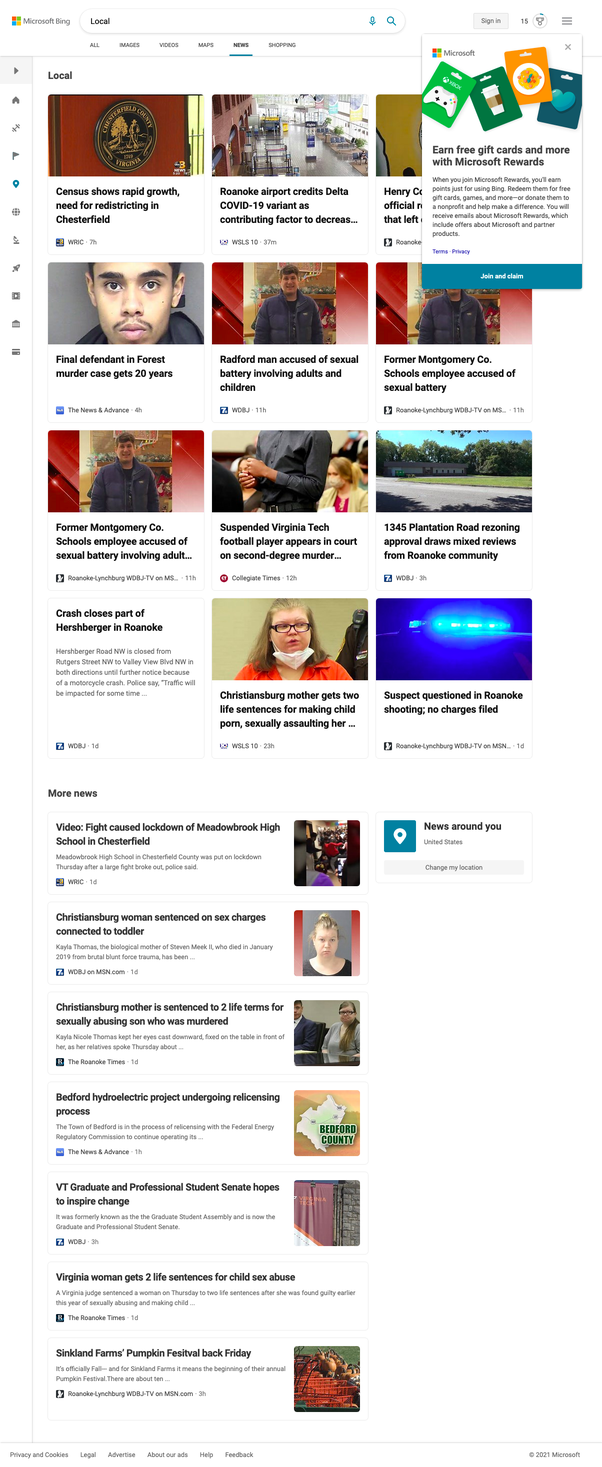 Microsoft Bing
Local
Sign in
15
ALL
IMAGES
VIDEOS
MAPS
NEWS
SHOPPING
Microsoft
XBOX
Earn free gift cards and more
with Microsoft Rewards
When you join Microsoft Rewards, you'll earn
points just for using Bing. Redeem them for free
gift cards, games, and more—or donate them to
a nonprofit and help make a difference. You will
receive emails about Microsoft Rewards, which
include offers about Microsoft and partner
products.
Terms · Privacy
Join and claim
Local
CHESTERFIELD COUNTY
VIRGINIA
Census shows rapid growth,
need for redistricting in
Chesterfield
WRIC · 7h
Roanoke airport credits Delta
COVID-19 variant as
contributing factor to decreas...
WSLS 10 · 37m
Henry Co
official r
that left
Roanoke
Final defendant in Forest
murder case gets 20 years
The News & Advance · 4h
Radford man accused of sexual
battery involving adults and
children
WDBJ · 11h
Former Montgomery Co.
Schools employee accused of
sexual battery
Roanoke-Lynchburg WDBJ-TV on MS... · 11h
Former Montgomery Co.
Schools employee accused of
sexual battery involving adult...
Roanoke-Lynchburg WDBJ-TV on MS... · 11h
Suspended Virginia Tech
football player appears in court
on second-degree murder...
Collegiate Times · 12h
1345 Plantation Road rezoning
approval draws mixed reviews
from Roanoke community
WDBJ · 3h
Crash closes part of
Hershberger in Roanoke
Hershberger Road NW is closed from
Rutgers Street NW to Valley View Blvd NW in
both directions until further notice because
of a motorcycle crash. Police say, "Traffic will
be impacted for some time ...
WDBJ · 1d
Christiansburg mother gets two
life sentences for making child
porn, sexually assaulting her ...
WSLS 10 · 23h
Suspect questioned in Roanoke
shooting; no charges filed
Roanoke-Lynchburg WDBJ-TV on MSN... · 1d
More news
Video: Fight caused lockdown of Meadowbrook High
School in Chesterfield
Meadowbrook High School in Chesterfield County was put on lockdown
Thursday after a large fight broke out, police said.
WRIC · 1d
News around you
United States
Change my location
Christiansburg woman sentenced on sex charges
connected to toddler
Kayla Thomas, the biological mother of Steven Meek II, who died in January
2019 from brutal blunt force trauma, has been ...
WDBJ on MSN.com · 1d
Christiansburg mother is sentenced to 2 life terms for
sexually abusing son who was murdered
Kayla Nicole Thomas kept her eyes cast downward, fixed on the table in front of
her, as her relatives spoke Thursday about ...
The Roanoke Times · 1d
Bedford hydroelectric project undergoing relicensing
process
The Town of Bedford is in the process of relicensing with the Federal Energy
Regulatory Commission to continue operating its ...
The News & Advance · 1h
BEDFORD
COUNTY
VT Graduate and Professional Student Senate hopes
to inspire change
It was formerly known as the the Graduate Student Assembly and is now the
Graduate and Professional Student Senate.
WDBJ · 3h
Virginia woman gets 2 life sentences for child sex abuse
A Virginia judge sentenced a woman on Thursday to two life sentences after she was found guilty earlier
this year of sexually abusing and making child ...
The Roanoke Times · 1d
Sinkland Farms' Pumpkin Fesitval back Friday
It's officially Fall— and for Sinkland Farms it means the beginning of their annual
Pumpkin Festival.There are about ten ...
Roanoke-Lynchburg WDBJ-TV on MSN.com · 3h
Privacy and Cookies
Legal
Advertise
About our ads
Help
Feedback
© 2021 Microsoft